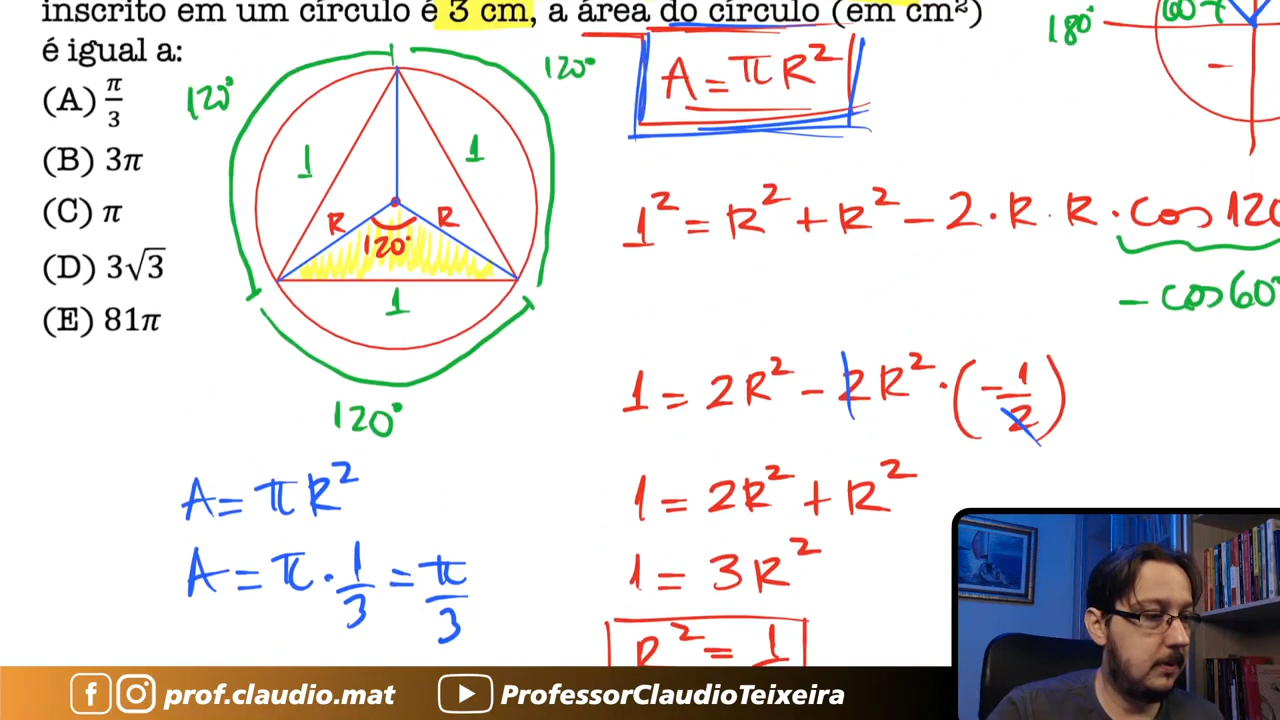 inscrito em um círculo é 3 cm, a área do círculo (em cm²)
é igual a:
(A) π/3
(B) 3π
(C) π
(D) 3√3
(E) 81π
120°
120°
1
1
R
R
120°
1
120°
A = πR²
180°
60°
-
1² = R² + R² - 2 · R · R · cos 120
- cos 60°
1 = 2R² - 2R² · (-1/2)
1 = 2R² + R²
1 = 3R²
R² = 1
A = πR²
A = π · 1/3 = π/3
prof.claudio.mat
ProfessorClaudioTeixeira